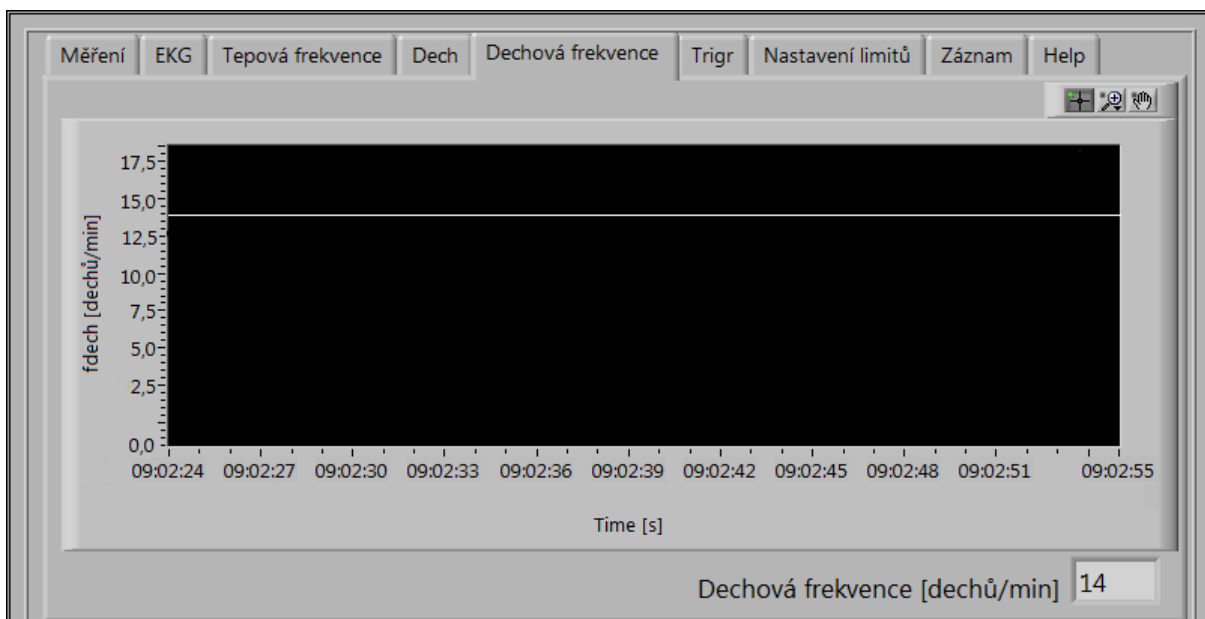 Měření EKG Tepová frekvence Dech Dechová frekvence Trigr Nastavení limitů Záznam Help
fdech [dechů/min]
17,5
15,0
12,5
10,0
7,5
5,0
2,5
0,0
09:02:24 09:02:27 09:02:30 09:02:33 09:02:36 09:02:39 09:02:42 09:02:45 09:02:48 09:02:51 09:02:55
Time [s]
Dechová frekvence [dechů/min] 14